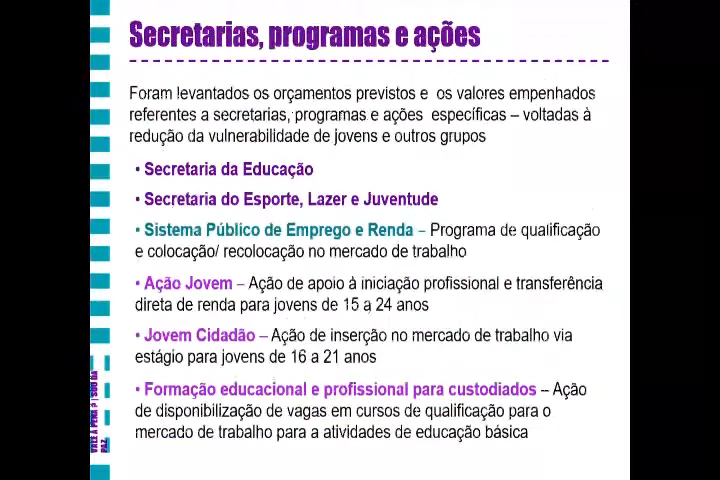 Secretarias, programas e ações
Foram levantados os orçamentos previstos e os valores empenhados
referentes a secretarias, programas e ações específicas – voltadas à
redução da vulnerabilidade de jovens e outros grupos
• Secretaria da Educação
• Secretaria do Esporte, Lazer e Juventude
• Sistema Público de Emprego e Renda – Programa de qualificação
e colocação/ recolocação no mercado de trabalho
• Ação Jovem – Ação de apoio à iniciação profissional e transferência
direta de renda para jovens de 15 a 24 anos
• Jovem Cidadão – Ação de inserção no mercado de trabalho via
estágio para jovens de 16 a 21 anos
• Formação educacional e profissional para custodiados – Ação
de disponibilização de vagas em cursos de qualificação para o
mercado de trabalho para a atividades de educação básica
VALE A PENA ? | SOU DA
PAZ